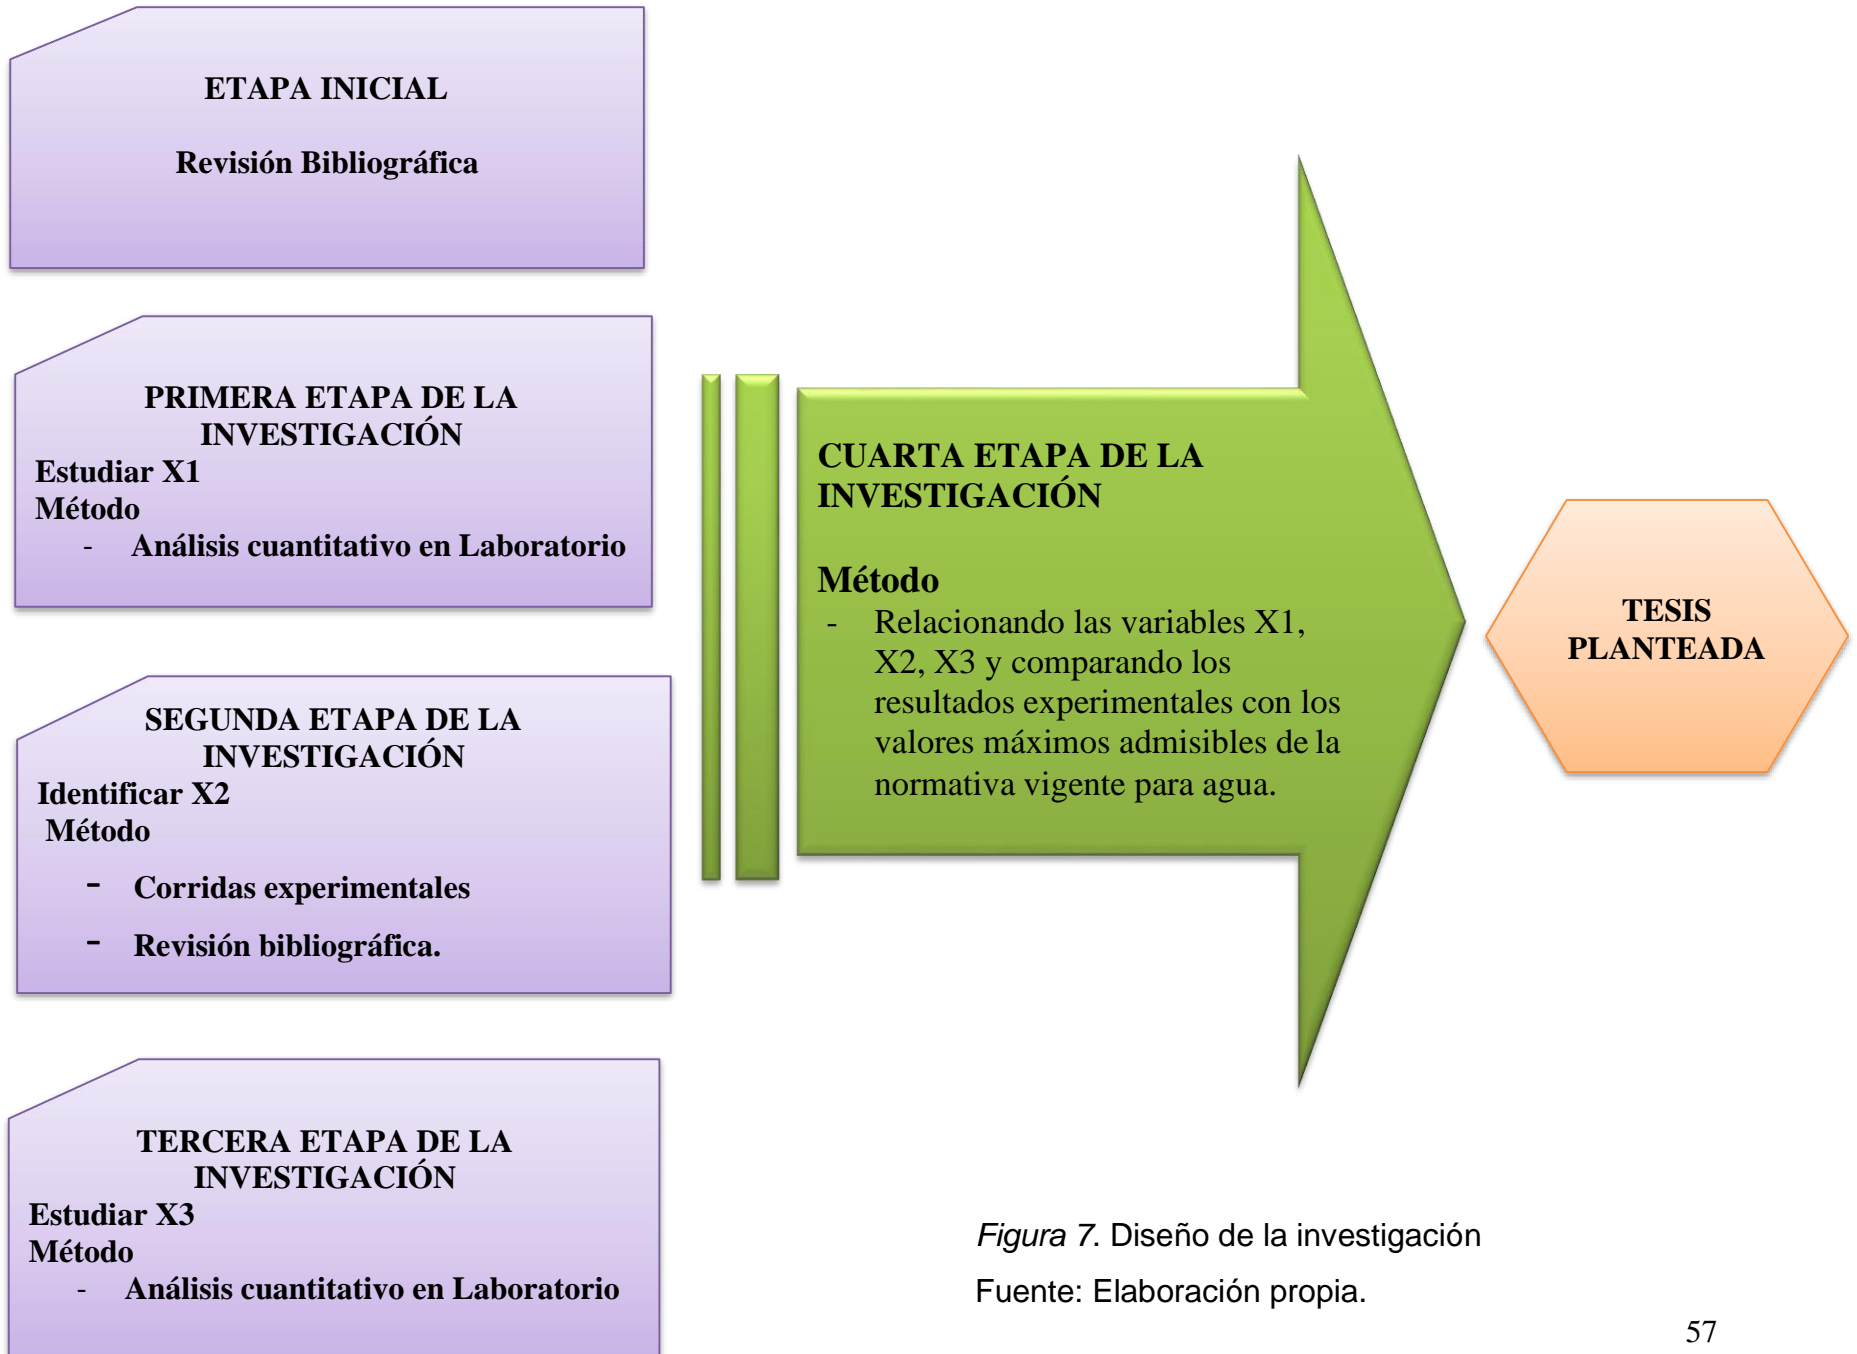 ETAPA INICIAL
Revisión Bibliográfica
PRIMERA ETAPA DE LA
INVESTIGACIÓN
Estudiar X1
Método
- Análisis cuantitativo en Laboratorio
SEGUNDA ETAPA DE LA
INVESTIGACIÓN
Identificar X2
Método
- Corridas experimentales
- Revisión bibliográfica.
TERCERA ETAPA DE LA
INVESTIGACIÓN
Estudiar X3
Método
- Análisis cuantitativo en Laboratorio
CUARTA ETAPA DE LA
INVESTIGACIÓN
Método
- Relacionando las variables X1,
X2, X3 y comparando los
resultados experimentales con los
valores máximos admisibles de la
normativa vigente para agua.
TESIS
PLANTEADA
Figura 7. Diseño de la investigación
Fuente: Elaboración propia.
57